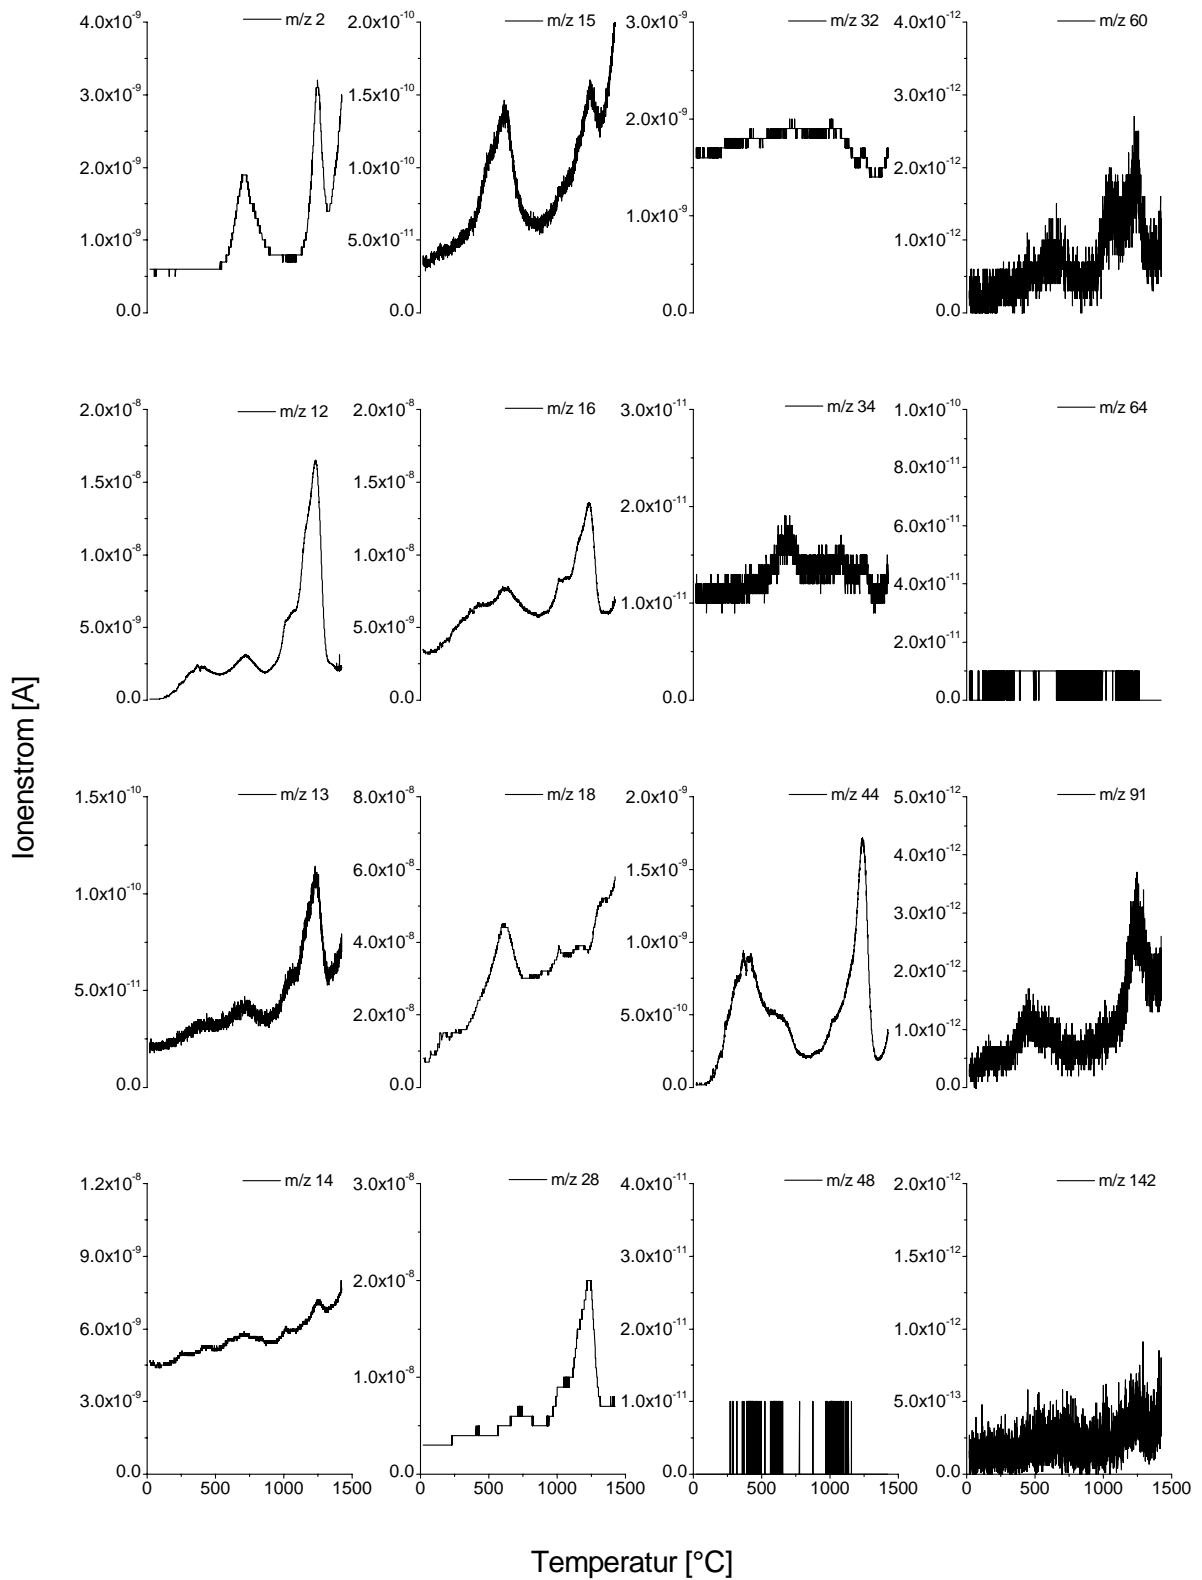 m/z 2
4.0x10⁻⁹
3.0x10⁻⁹
2.0x10⁻⁹
1.0x10⁻⁹
0.0
m/z 15
2.0x10⁻¹⁰
1.5x10⁻¹⁰
1.0x10⁻¹⁰
5.0x10⁻¹¹
0.0
m/z 32
3.0x10⁻⁹
2.0x10⁻⁹
1.0x10⁻⁹
0.0
m/z 60
4.0x10⁻¹²
3.0x10⁻¹²
2.0x10⁻¹²
1.0x10⁻¹²
0.0
m/z 12
2.0x10⁻⁸
1.5x10⁻⁸
1.0x10⁻⁸
5.0x10⁻⁹
0.0
m/z 16
2.0x10⁻⁸
1.5x10⁻⁸
1.0x10⁻⁸
5.0x10⁻⁹
0.0
m/z 34
3.0x10⁻¹¹
2.0x10⁻¹¹
1.0x10⁻¹¹
0.0
m/z 64
1.0x10⁻¹⁰
8.0x10⁻¹¹
6.0x10⁻¹¹
4.0x10⁻¹¹
2.0x10⁻¹¹
0.0
Ionenstrom [A]
m/z 13
1.5x10⁻¹⁰
1.0x10⁻¹⁰
5.0x10⁻¹¹
0.0
m/z 18
8.0x10⁻⁸
6.0x10⁻⁸
4.0x10⁻⁸
2.0x10⁻⁸
0.0
m/z 44
2.0x10⁻⁹
1.5x10⁻⁹
1.0x10⁻⁹
5.0x10⁻¹⁰
0.0
m/z 91
5.0x10⁻¹²
4.0x10⁻¹²
3.0x10⁻¹²
2.0x10⁻¹²
1.0x10⁻¹²
0.0
m/z 14
1.2x10⁻⁸
9.0x10⁻⁹
6.0x10⁻⁹
3.0x10⁻⁹
0.0
0 500 1000 1500
m/z 28
3.0x10⁻⁸
2.0x10⁻⁸
1.0x10⁻⁸
0.0
0 500 1000 1500
m/z 48
4.0x10⁻¹¹
3.0x10⁻¹¹
2.0x10⁻¹¹
1.0x10⁻¹¹
0.0
0 500 1000 1500
m/z 142
2.0x10⁻¹²
1.5x10⁻¹²
1.0x10⁻¹²
5.0x10⁻¹³
0.0
0 500 1000 1500
Temperatur [°C]